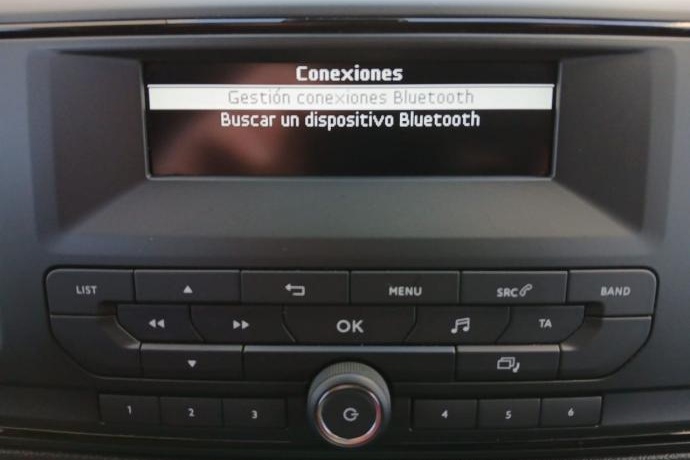 Conexiones
Gestión conexiones Bluetooth
Buscar un dispositivo Bluetooth
LIST MENU SRC BAND
OK TA
1 2 3 4 5 6